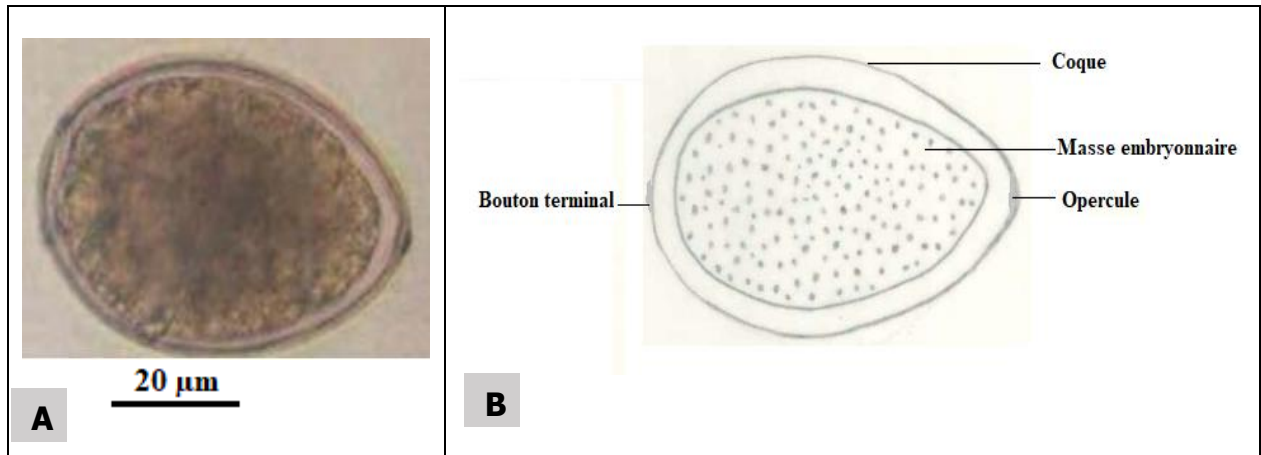 20 µm
A
Coque
Masse embryonnaire
Bouton terminal
Opercule
B